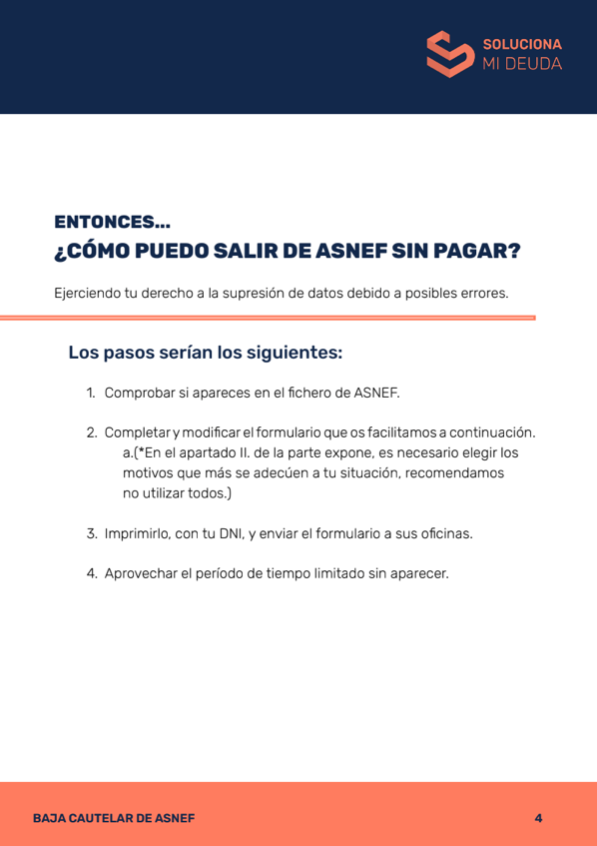 SOLUCIONA
MI DEUDA
ENTONCES...
¿CÓMO PUEDO SALIR DE ASNEF SIN PAGAR?
Ejerciendo tu derecho a la supresión de datos debido a posibles errores.
Los pasos serían los siguientes:
1. Comprobar si apareces en el fichero de ASNEF.
2. Completar y modificar el formulario que os facilitamos a continuación.
a.(*En el apartado II. de la parte expone, es necesario elegir los
motivos que más se adecúen a tu situación, recomendamos
no utilizar todos.)
3. Imprimirlo, con tu DNI, y enviar el formulario a sus oficinas.
4. Aprovechar el período de tiempo limitado sin aparecer.
BAJA CAUTELAR DE ASNEF
4